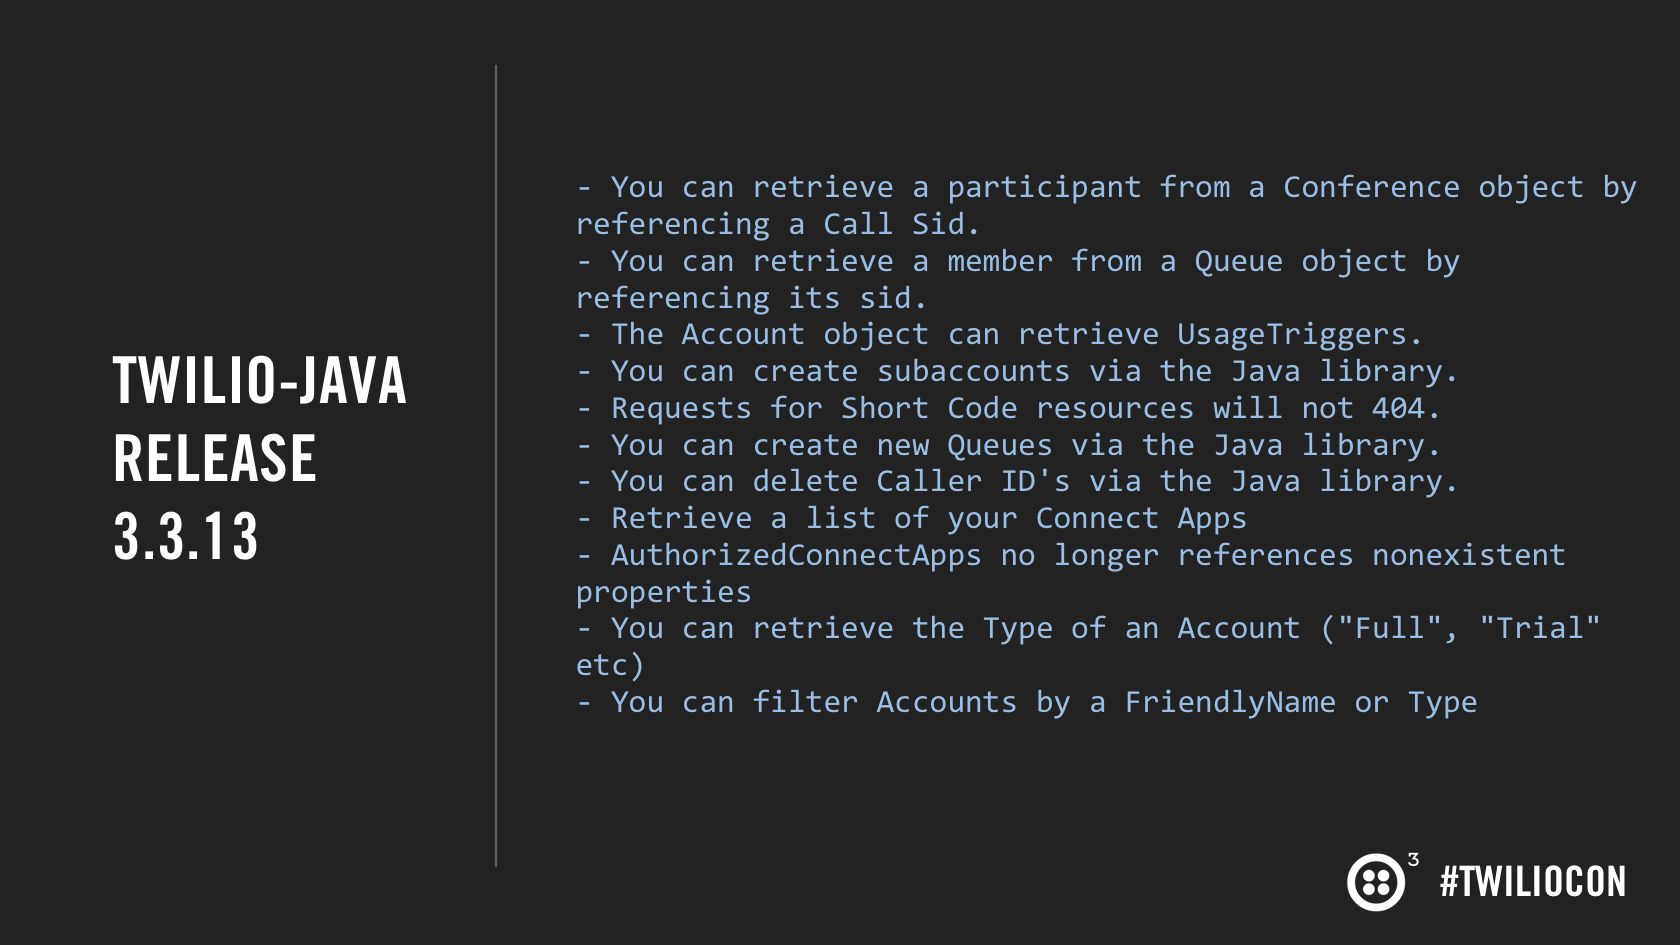 TWILIO-JAVA
RELEASE
3.3.13
- You can retrieve a participant from a Conference object by
referencing a Call Sid.
- You can retrieve a member from a Queue object by
referencing its sid.
- The Account object can retrieve UsageTriggers.
- You can create subaccounts via the Java library.
- Requests for Short Code resources will not 404.
- You can create new Queues via the Java library.
- You can delete Caller ID's via the Java library.
- Retrieve a list of your Connect Apps
- AuthorizedConnectApps no longer references nonexistent
properties
- You can retrieve the Type of an Account ("Full", "Trial"
etc)
- You can filter Accounts by a FriendlyName or Type
3
#TWILIOCON